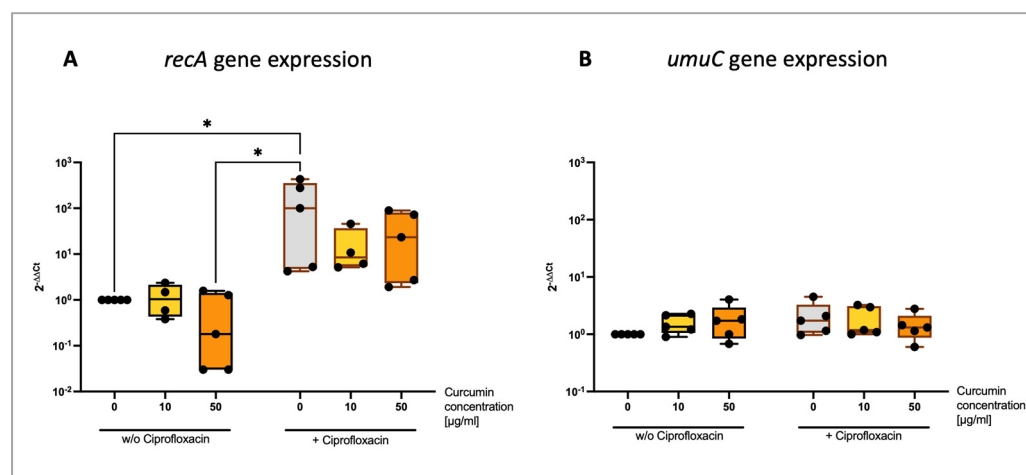 A recA gene expression
*
*
10³
10²
10¹
10⁰
10⁻¹
10⁻²
2⁻ΔΔCt
0 10 50 0 10 50
w/o Ciprofloxacin + Ciprofloxacin
Curcumin
concentration
[µg/ml]
B umuC gene expression
10³
10²
10¹
10⁰
10⁻¹
2⁻ΔΔCt
0 10 50 0 10 50
w/o Ciprofloxacin + Ciprofloxacin
Curcumin
concentration
[µg/ml]